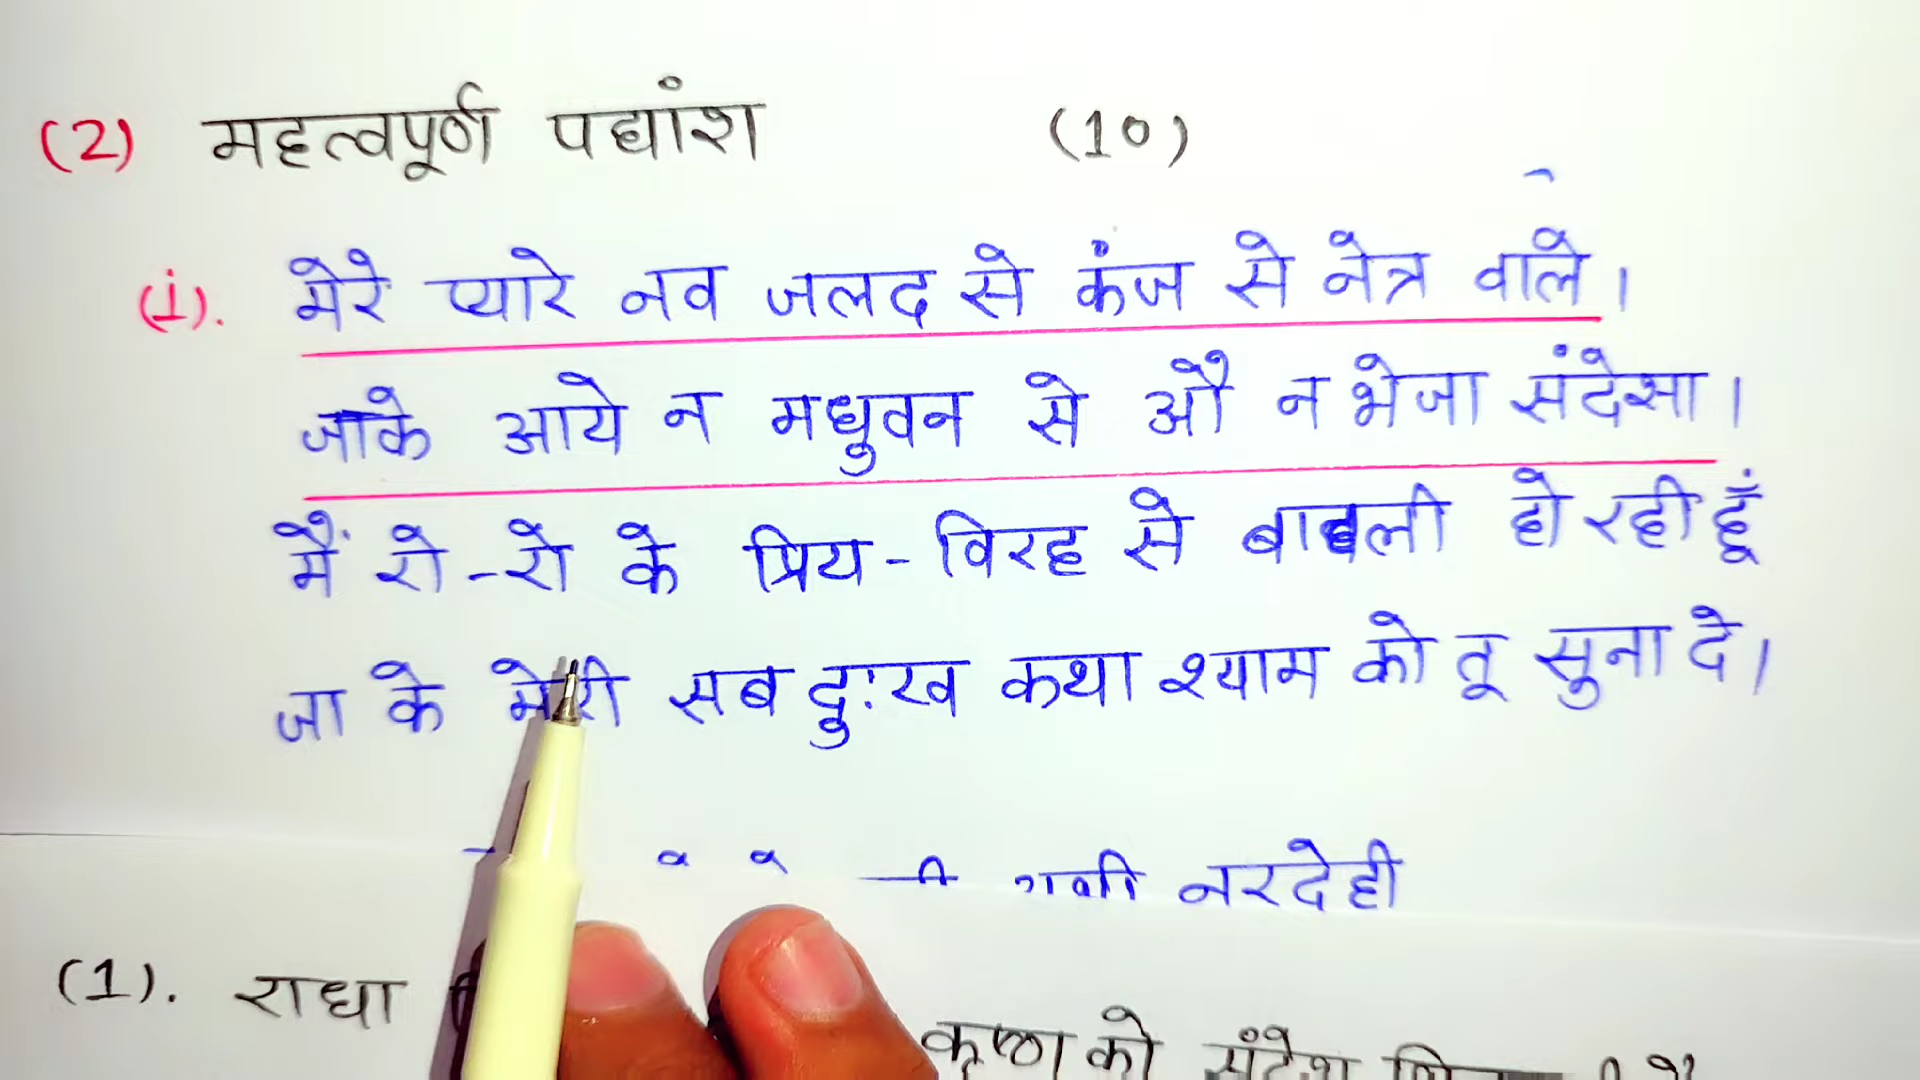 (2) महत्वपूर्ण पद्यांश (10)
(i). मेरे प्यारे नव जलद से कंज से नेत्र वाले।
जाके आये न मधुवन से औ न भेजा संदेसा।
मैं रो-रो के प्रिय-विरह से बावली हो रही हूँ
जा के मेरी सब दुःख कथा श्याम को तू सुना दे।
नरदेही
(1). राधा कृष्ण को संदेश